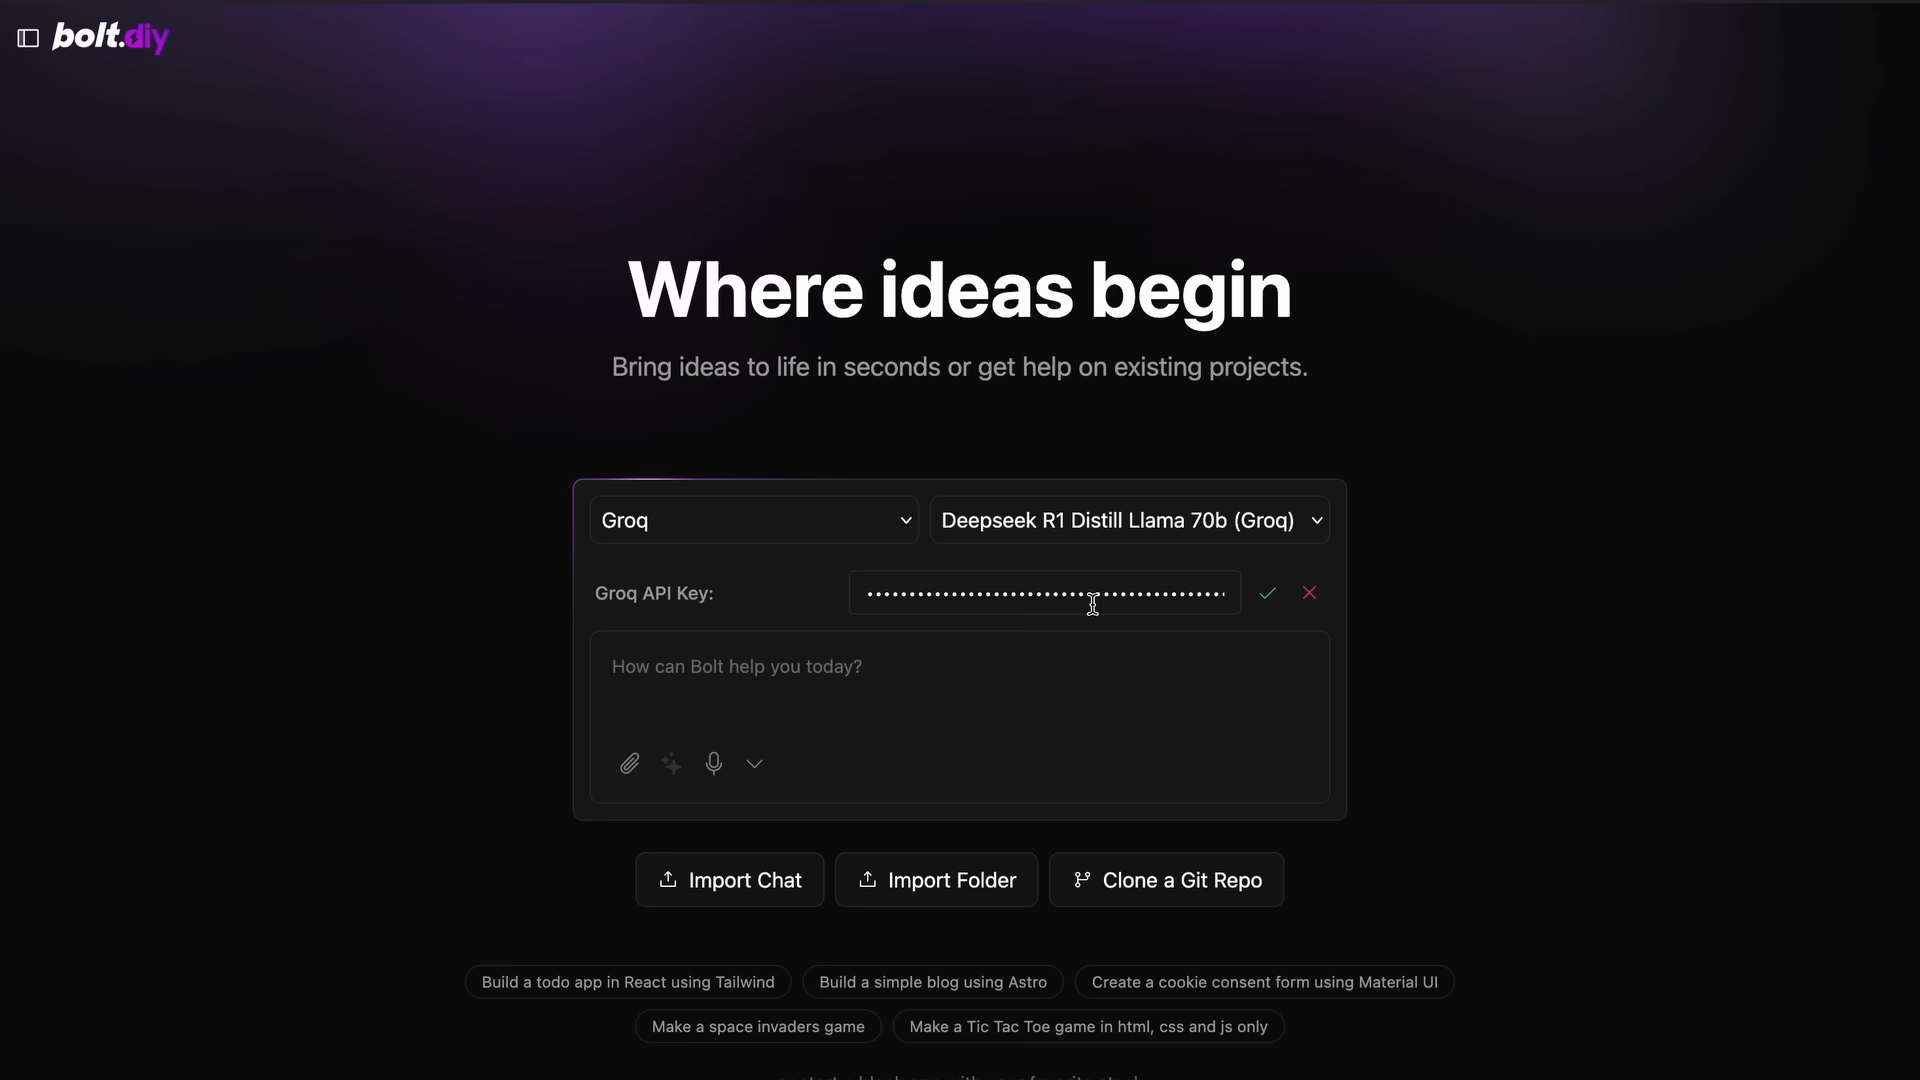 bolt.diy
Where ideas begin
Bring ideas to life in seconds or get help on existing projects.
Groq
Deepseek R1 Distill Llama 70b (Groq)
Groq API Key:
How can Bolt help you today?
Import Chat
Import Folder
Clone a Git Repo
Build a todo app in React using Tailwind
Build a simple blog using Astro
Create a cookie consent form using Material UI
Make a space invaders game
Make a Tic Tac Toe game in html, css and js only